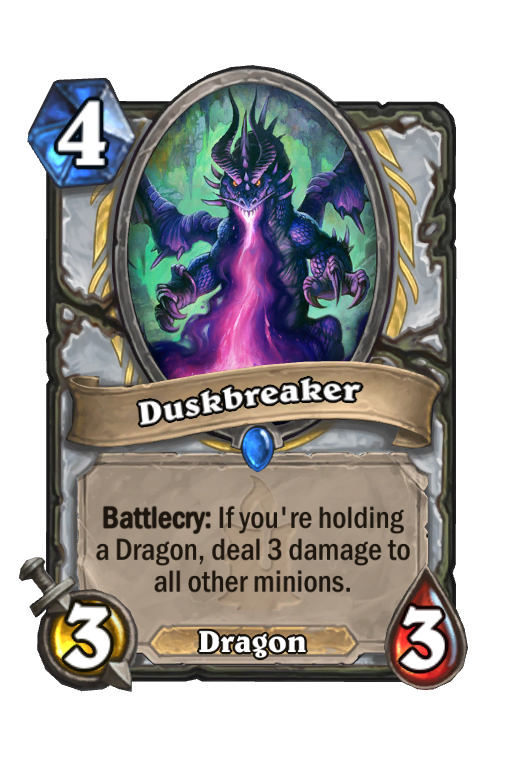 4
Duskbreaker
Battlecry: If you're holding
a Dragon, deal 3 damage to
all other minions.
3
Dragon
3